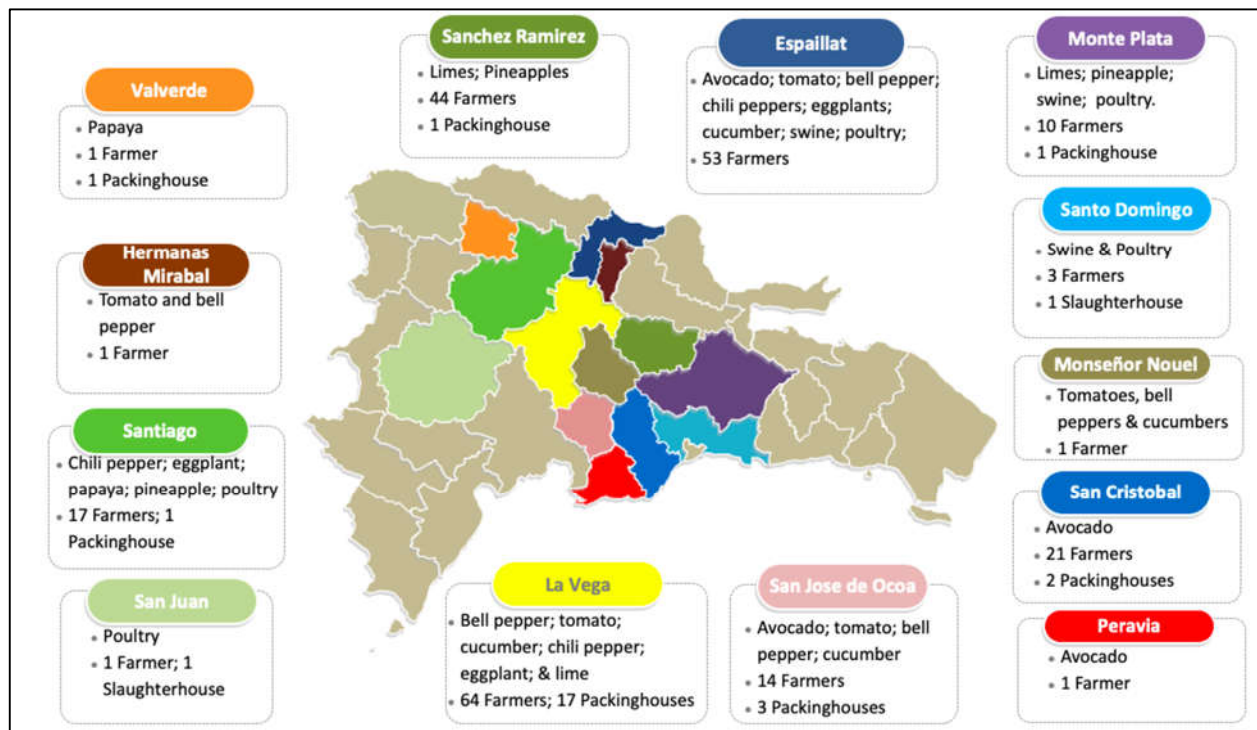 Sanchez Ramirez
• Limes; Pineapples
• 44 Farmers
• 1 Packinghouse
Espaillat
• Avocado; tomato; bell pepper;
chili peppers; eggplants;
cucumber; swine; poultry;
• 53 Farmers
Monte Plata
• Limes; pineapple;
swine; poultry.
• 10 Farmers
• 1 Packinghouse
Valverde
• Papaya
• 1 Farmer
• 1 Packinghouse
Santo Domingo
• Swine & Poultry
• 3 Farmers
• 1 Slaughterhouse
Hermanas
Mirabal
• Tomato and bell
pepper
• 1 Farmer
Monseñor Nouel
• Tomatoes, bell
peppers & cucumbers
• 1 Farmer
Santiago
• Chili pepper; eggplant;
papaya; pineapple; poultry
• 17 Farmers; 1
Packinghouse
San Cristobal
• Avocado
• 21 Farmers
• 2 Packinghouses
San Juan
• Poultry
• 1 Farmer; 1
Slaughterhouse
La Vega
• Bell pepper; tomato;
cucumber; chili pepper;
eggplant; & lime
• 64 Farmers; 17 Packinghouses
San Jose de Ocoa
• Avocado; tomato; bell
pepper; cucumber
• 14 Farmers
• 3 Packinghouses
Peravia
• Avocado
• 1 Farmer